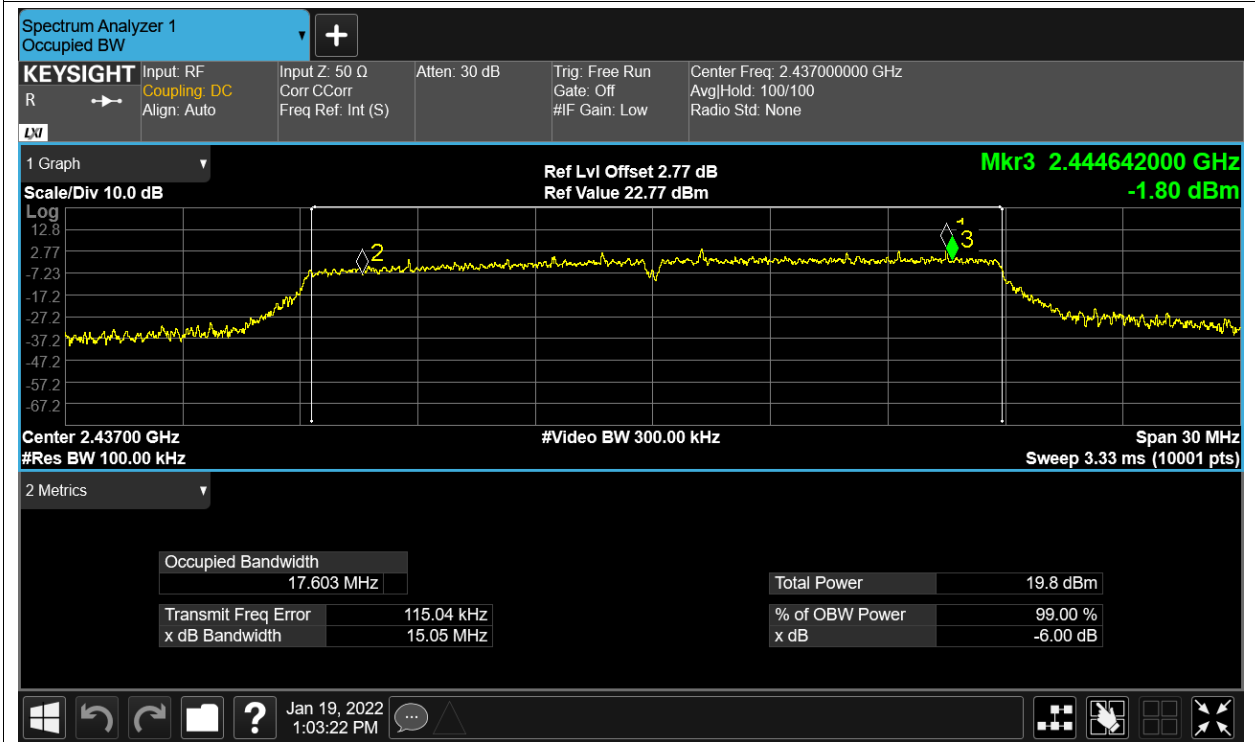 Spectrum Analyzer 1
Occupied BW
KEYSIGHT
R
LXI
Input: RF
Coupling: DC
Align: Auto
Input Z: 50 Ω
Corr CCorr
Freq Ref: Int (S)
Atten: 30 dB
Trig: Free Run
Gate: Off
#IF Gain: Low
Center Freq: 2.437000000 GHz
Avg|Hold: 100/100
Radio Std: None
1 Graph
Scale/Div 10.0 dB
Ref Lvl Offset 2.77 dB
Ref Value 22.77 dBm
Mkr3 2.444642000 GHz
-1.80 dBm
Log
12.8
2.77
-7.23
-17.2
-27.2
-37.2
-47.2
-57.2
-67.2
2
1
3
Center 2.43700 GHz
#Video BW 300.00 kHz
Span 30 MHz
#Res BW 100.00 kHz
Sweep 3.33 ms (10001 pts)
2 Metrics
Occupied Bandwidth
17.603 MHz
Total Power 19.8 dBm
Transmit Freq Error 115.04 kHz
% of OBW Power 99.00 %
x dB Bandwidth 15.05 MHz
x dB -6.00 dB
?
Jan 19, 2022
1:03:22 PM